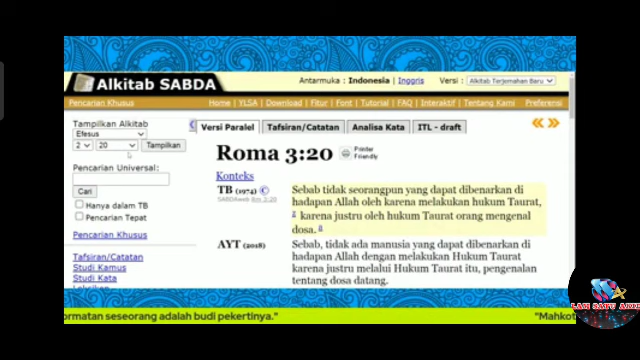 Alkitab SABDA
Antarmuka : Indonesia | Inggris
Versi : Alkitab Terjemahan Baru
Pencarian Khusus
Home | YLSA | Download | Fitur | Font | Tutorial | FAQ | Interaktif | Tentang Kami
Preferensi
Tampilkan Alkitab
Efesus
2 20 Tampilkan
Pencarian Universal:
Cari
Hanya dalam TB
Pencarian Tepat
Pencarian Khusus
Tafsiran/Catatan
Studi Kamus
Studi Kata
Versi Paralel Tafsiran/Catatan Analisa Kata ITL - draft
Roma 3:20
Printer
Friendly
Konteks
TB (1974) ©
SABDAweb Rm 3:20
Sebab tidak seorangpun yang dapat dibenarkan di
hadapan Allah oleh karena melakukan hukum Taurat,
z karena justru oleh hukum Taurat orang mengenal
dosa. a
AYT (2018)
Sebab, tidak ada manusia yang dapat dibenarkan di
hadapan Allah dengan melakukan Hukum Taurat
karena justru melalui Hukum Taurat itu, pengenalan
tentang dosa datang.
ormatan seseorang adalah budi pekertinya."
"Mahkot